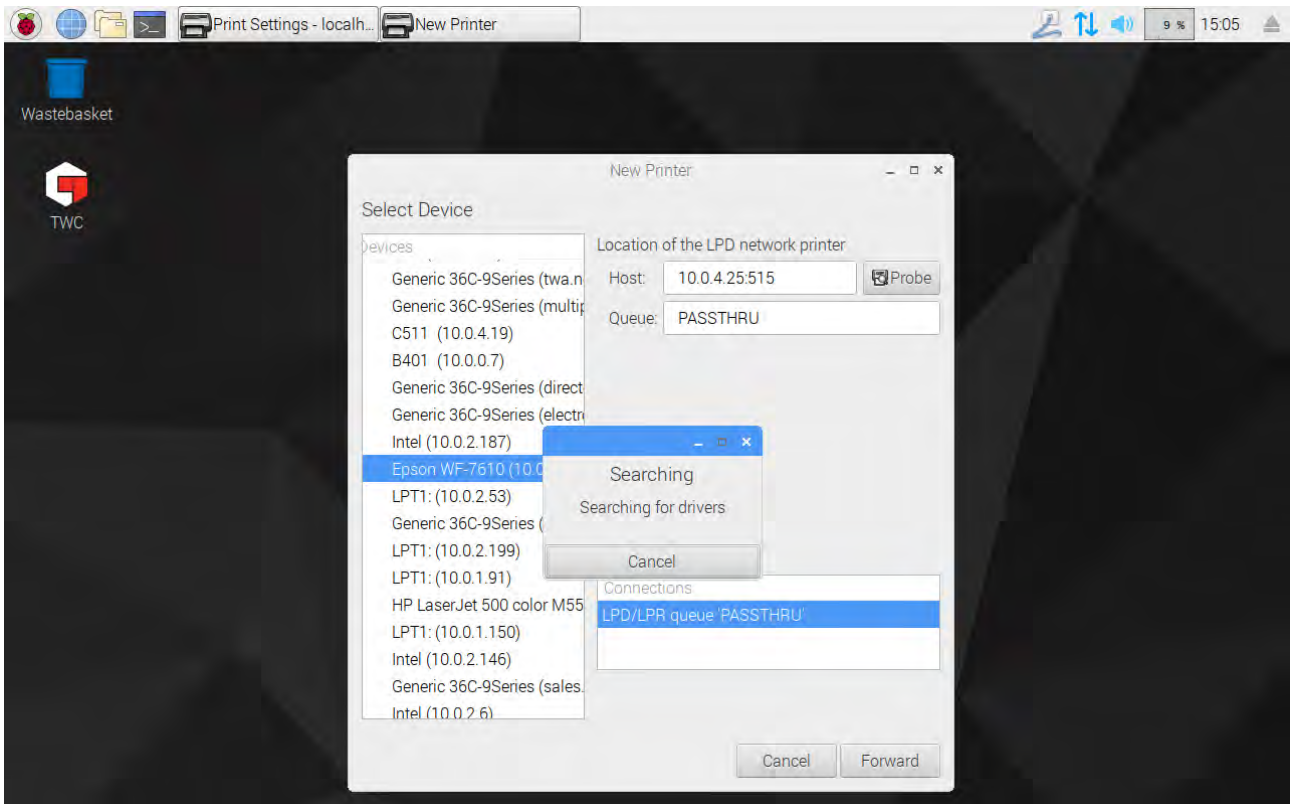 Print Settings - localh...
New Printer
9 %
15:05
Wastebasket
TWC
New Printer
Select Device
Devices
Generic 36C-9Series (twa.n
Generic 36C-9Series (multip
C511 (10.0.4.19)
B401 (10.0.0.7)
Generic 36C-9Series (direct
Generic 36C-9Series (electr
Intel (10.0.2.187)
Epson WF-7610 (10.0
LPT1: (10.0.2.53)
Generic 36C-9Series (
LPT1: (10.0.2.199)
LPT1: (10.0.1.91)
HP LaserJet 500 color M55
LPT1: (10.0.1.150)
Intel (10.0.2.146)
Generic 36C-9Series (sales.
Intel (10.0.2.6)
Location of the LPD network printer
Host: 10.0.4.25:515 Probe
Queue: PASSTHRU
Searching
Searching for drivers
Cancel
Connections
LPD/LPR queue 'PASSTHRU'
Cancel Forward